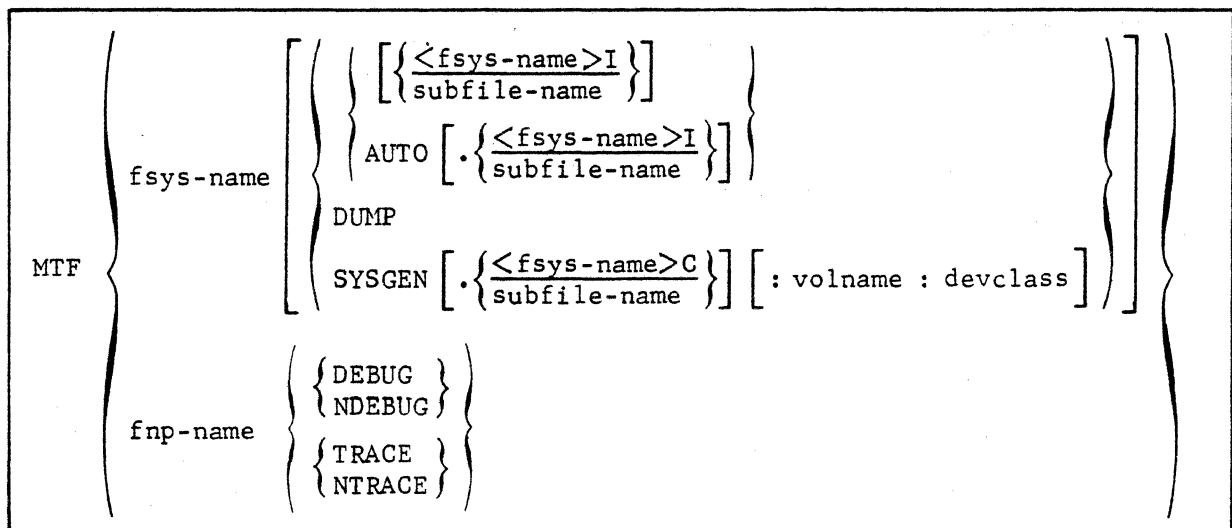 <fsys-name>I
subfile-name
AUTO [.{<fsys-name>I
subfile-name}]
fsys-name
DUMP
MTF
SYSGEN [.{<fsys-name>C
subfile-name}] [: volname : devclass]
DEBUG
NDEBUG
fnp-name
TRACE
NTRACE